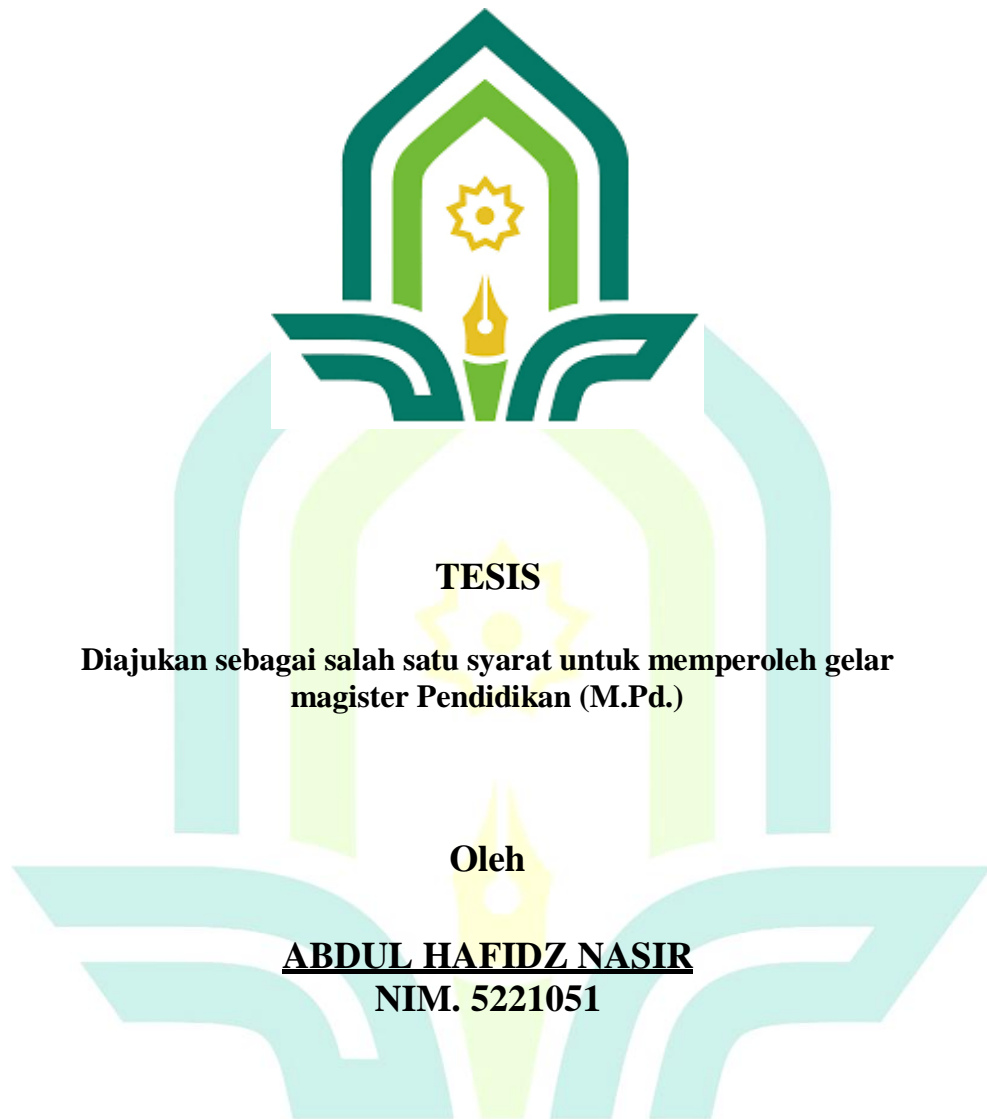 TESIS
Diajukan sebagai salah satu syarat untuk memperoleh gelar
magister Pendidikan (M.Pd.)
Oleh
ABDUL HAFIDZ NASIR
NIM. 5221051